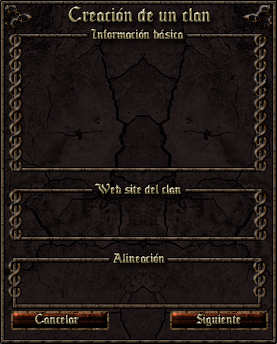 Creación de un clan
Información básica
Web site del clan
Alineación
Cancelar
Siguiente